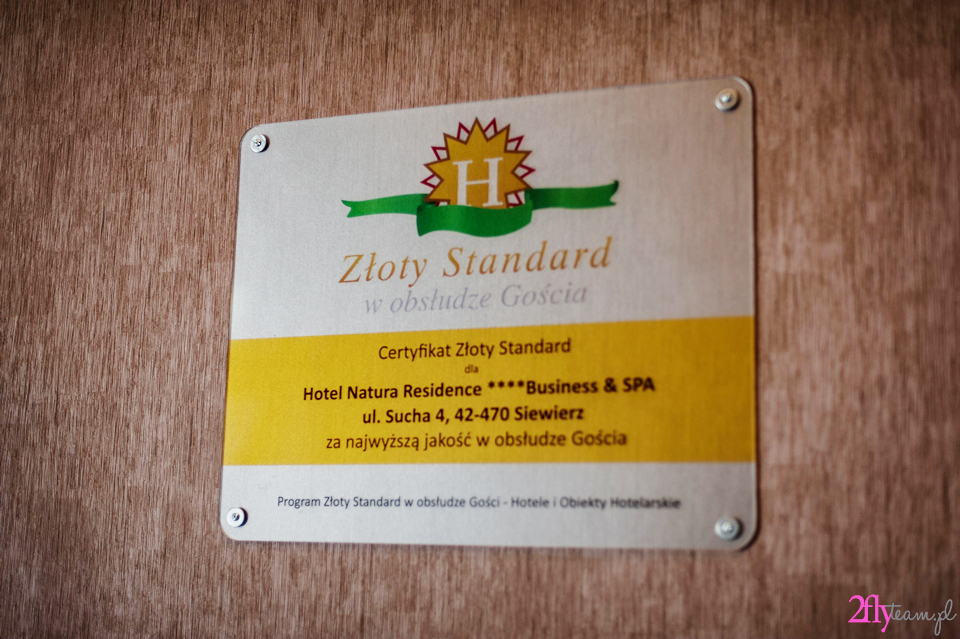 H
Złoty Standard
w obsłudze Gościa
Certyfikat Złoty Standard
dla
Hotel Natura Residence ****Business & SPA
ul. Sucha 4, 42-470 Siewierz
za najwyższą jakość w obsłudze Gościa
Program Złoty Standard w obsłudze Gości - Hotele i Obiekty Hotelarskie
2flyteam.pl